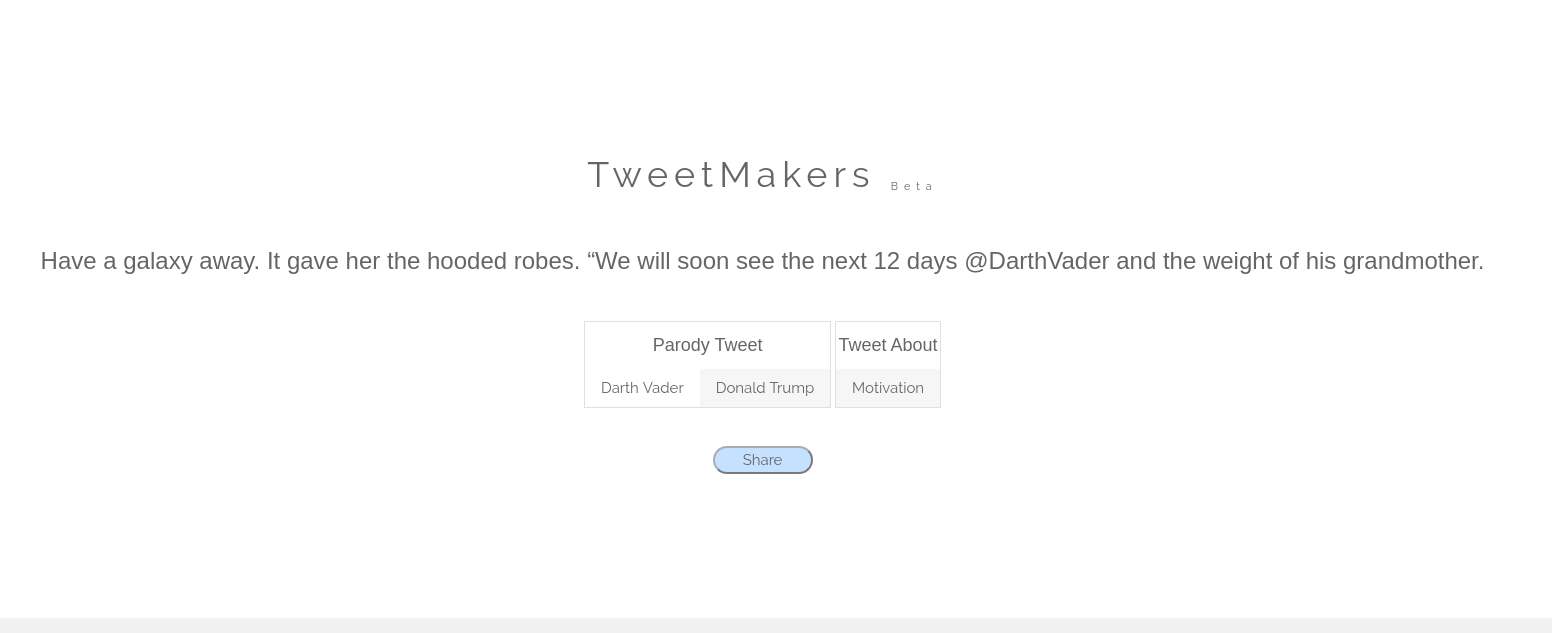 TweetMakers Beta
Have a galaxy away. It gave her the hooded robes. “We will soon see the next 12 days @DarthVader and the weight of his grandmother.
Parody Tweet
Darth Vader Donald Trump
Tweet About
Motivation
Share